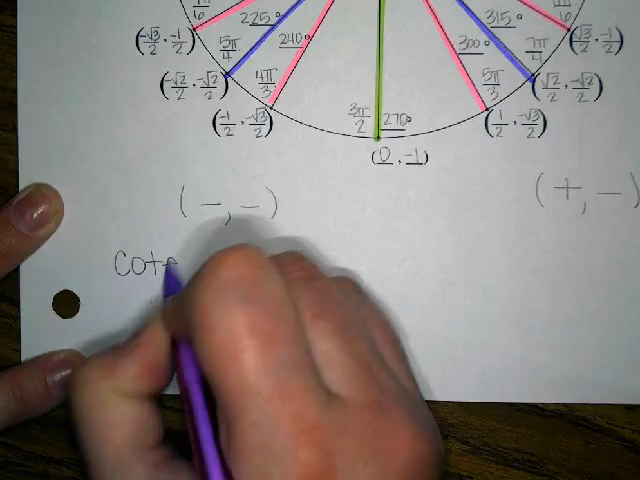 π/6
225°
315°
π/6
(-√3/2, -1/2)
5π/4
240°
300°
7π/4
(√3/2, -1/2)
(-√2/2, -√2/2)
4π/3
5π/3
(√2/2, -√2/2)
(-1/2, -√3/2)
3π/2
270°
(1/2, -√3/2)
(0, -1)
(-, -)
(+, -)
Cot